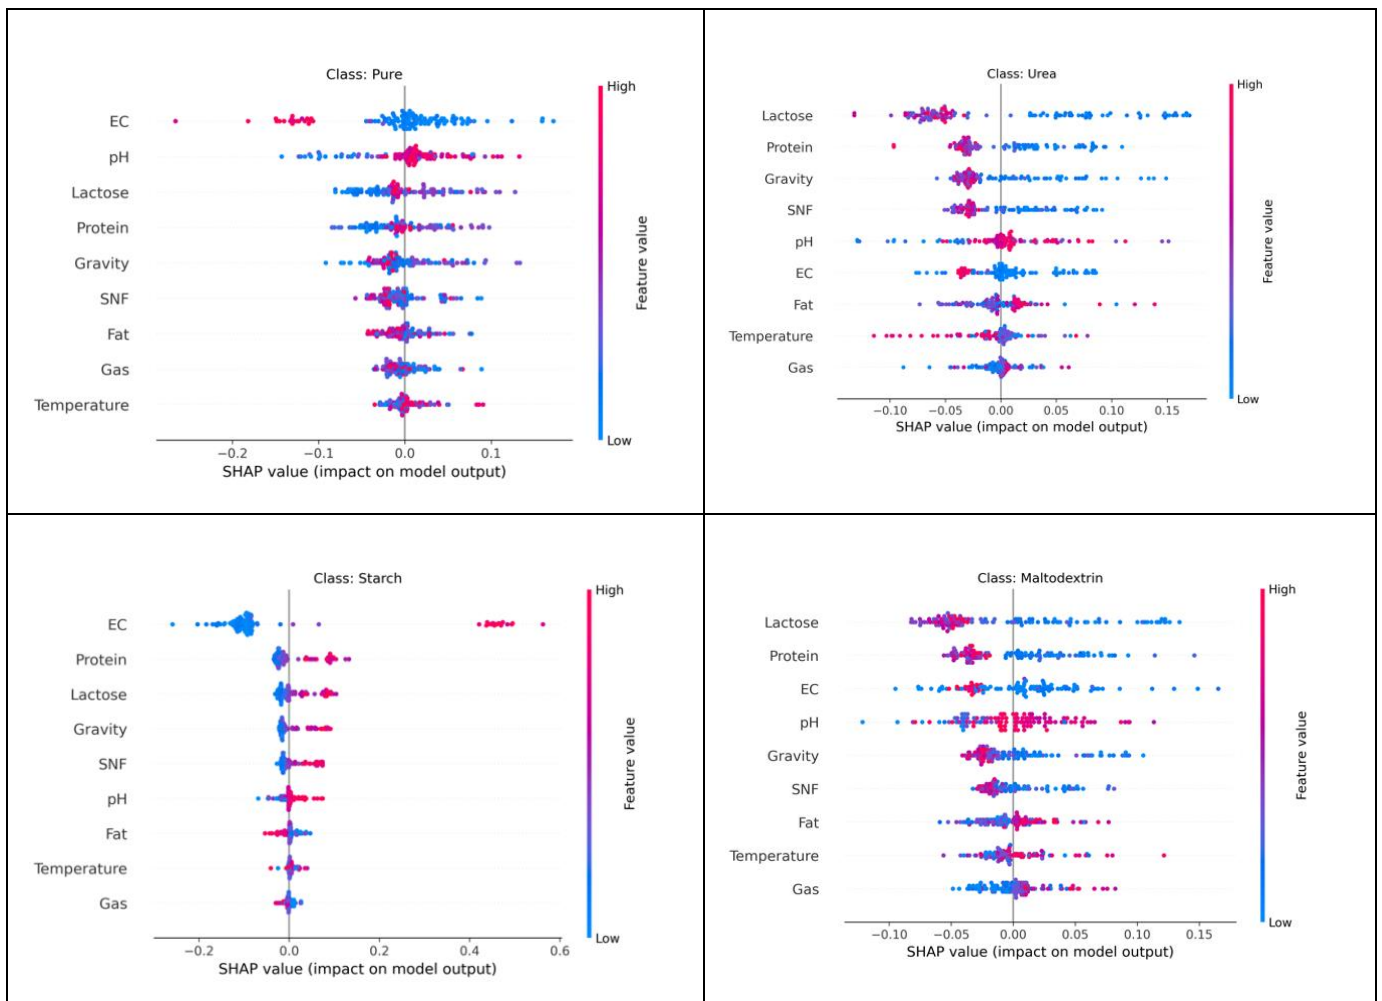 Class: Pure
High
EC
pH
Lactose
Protein
Gravity
SNF
Fat
Gas
Temperature
Feature value
Low
−0.2 −0.1 0.0 0.1
SHAP value (impact on model output)
Class: Urea
High
Lactose
Protein
Gravity
SNF
pH
EC
Fat
Temperature
Gas
Feature value
Low
−0.10 −0.05 0.00 0.05 0.10 0.15
SHAP value (impact on model output)
Class: Starch
High
EC
Protein
Lactose
Gravity
SNF
pH
Fat
Temperature
Gas
Feature value
Low
−0.2 0.0 0.2 0.4 0.6
SHAP value (impact on model output)
Class: Maltodextrin
High
Lactose
Protein
EC
pH
Gravity
SNF
Fat
Temperature
Gas
Feature value
Low
−0.10 −0.05 0.00 0.05 0.10 0.15
SHAP value (impact on model output)